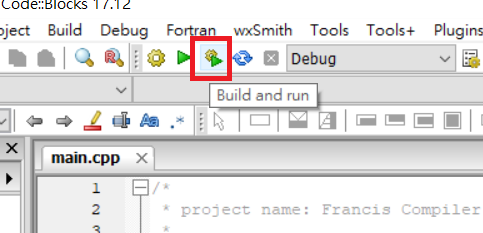 Code::Blocks 17.12
oject Build Debug Fortran wxSmith Tools Tools+ Plugins
Debug
Build and run
Aa .*
main.cpp
1 /*
2 * project name: Francis Compiler
3 *